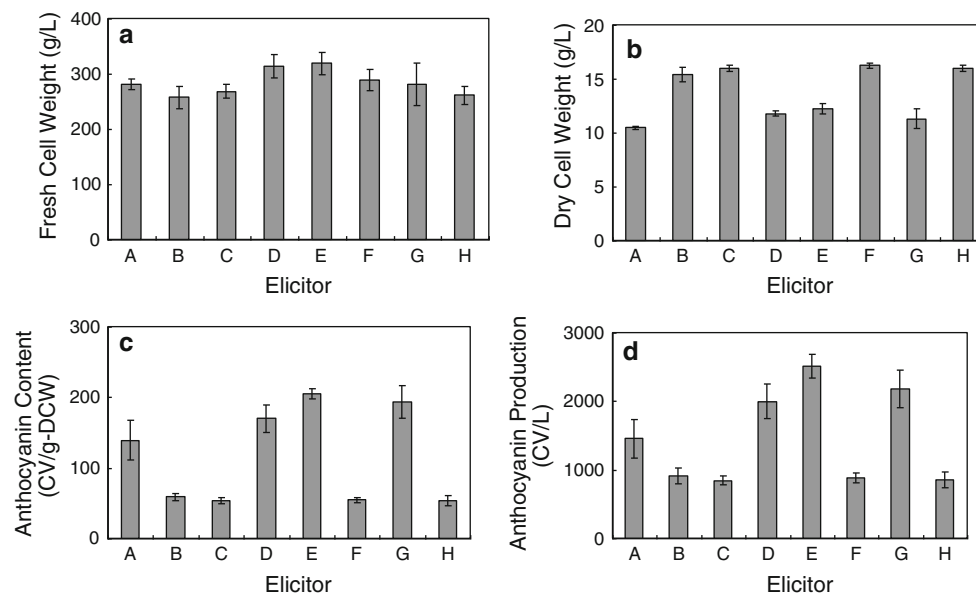 a
Fresh Cell Weight (g/L)
400
300
200
100
0
A B C D E F G H
Elicitor
b
Dry Cell Weight (g/L)
20
15
10
5
0
A B C D E F G H
Elicitor
c
Anthocyanin Content
(CV/g-DCW)
300
200
100
0
A B C D E F G H
Elicitor
d
Anthocyanin Production
(CV/L)
3000
2000
1000
0
A B C D E F G H
Elicitor